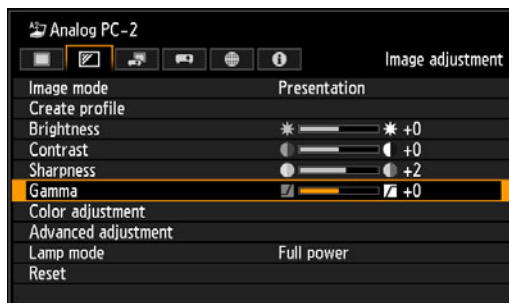 Analog PC-2
Image adjustment
Image mode Presentation
Create profile
Brightness +0
Contrast +0
Sharpness +2
Gamma +0
Color adjustment
Advanced adjustment
Lamp mode Full power
Reset